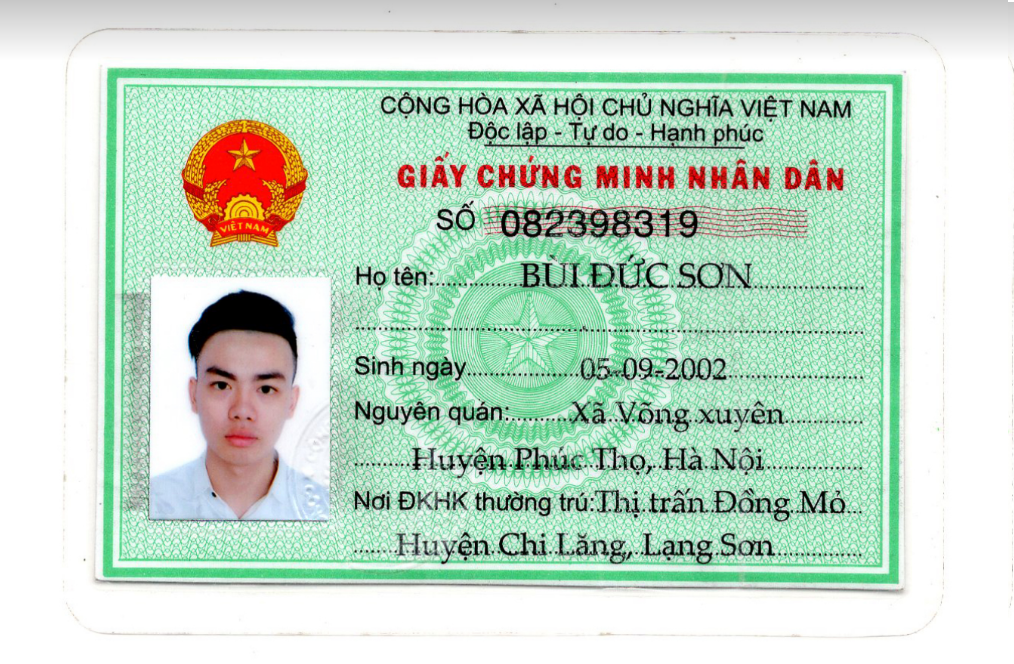 CỘNG HÒA XÃ HỘI CHỦ NGHĨA VIỆT NAM
Độc lập - Tự do - Hạnh phúc
GIẤY CHỨNG MINH NHÂN DÂN
SỐ 082398319
VIỆT NAM
Họ tên: BÙI ĐỨC SƠN
Sinh ngày 05-09-2002
Nguyên quán: Xã Võng xuyên
Huyện Phúc Thọ, Hà Nội
Nơi ĐKHK thường trú: Thị trấn Đồng Mỏ
Huyện Chi Lăng, Lạng Sơn